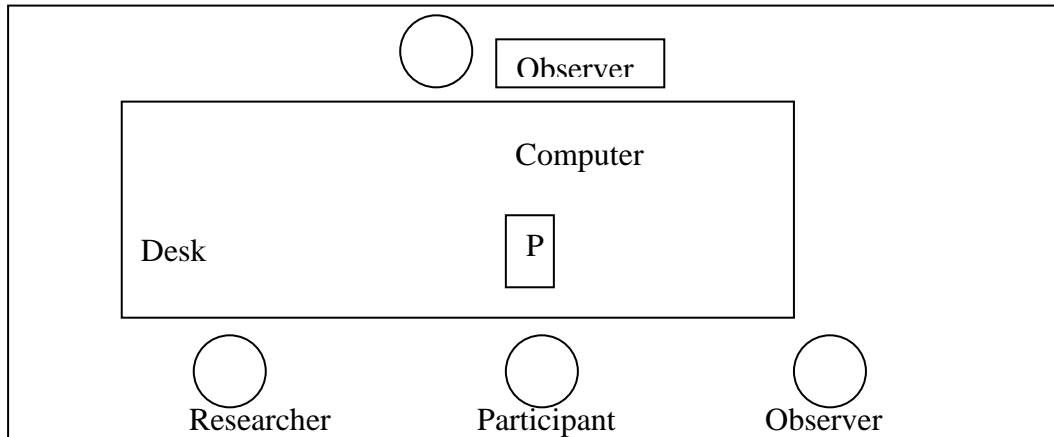 Observer
Computer
Desk
P
Researcher
Participant
Observer